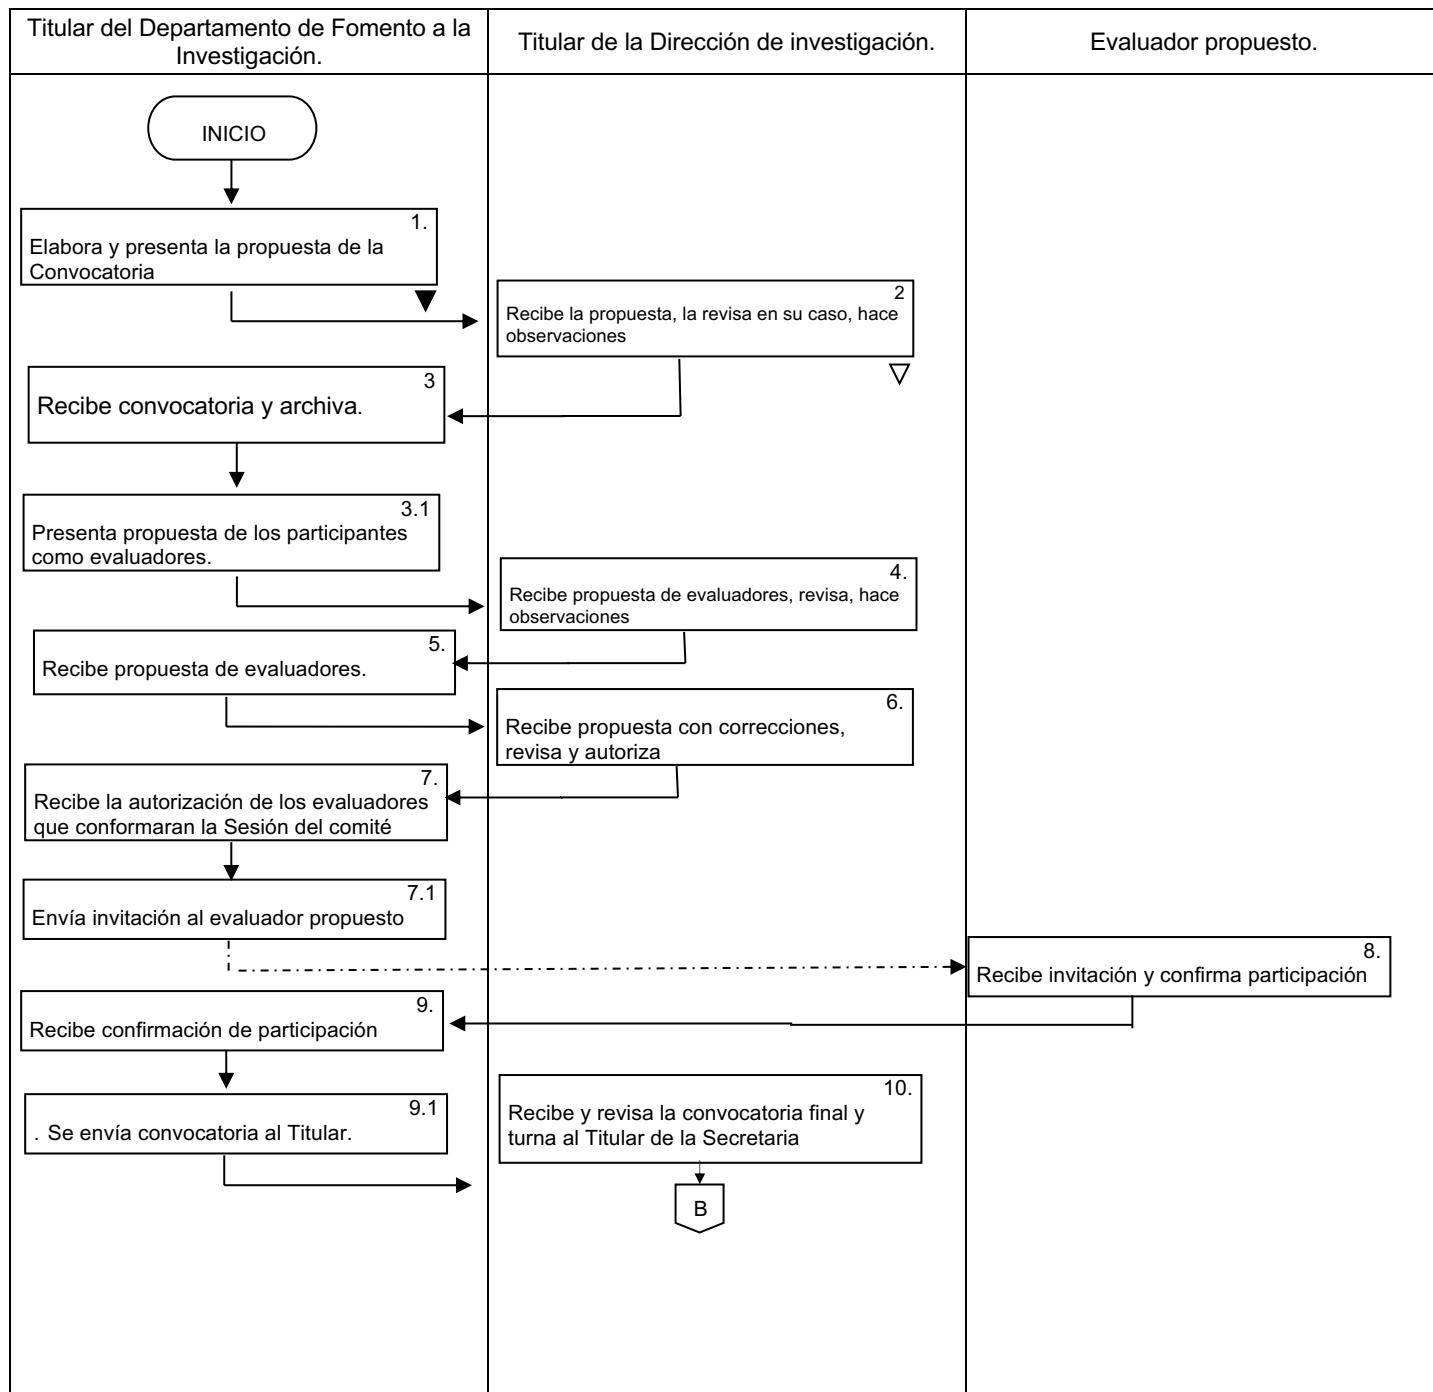 Titular del Departamento de Fomento a la
Investigación.
Titular de la Dirección de investigación.
Evaluador propuesto.
INICIO
1.
Elabora y presenta la propuesta de la
Convocatoria
2
Recibe la propuesta, la revisa en su caso, hace
observaciones
3
Recibe convocatoria y archiva.
3.1
Presenta propuesta de los participantes
como evaluadores.
4.
Recibe propuesta de evaluadores, revisa, hace
observaciones
5.
Recibe propuesta de evaluadores.
6.
Recibe propuesta con correcciones,
revisa y autoriza
7.
Recibe la autorización de los evaluadores
que conformaran la Sesión del comité
7.1
Envía invitación al evaluador propuesto
8.
Recibe invitación y confirma participación
9.
Recibe confirmación de participación
9.1
. Se envía convocatoria al Titular.
10.
Recibe y revisa la convocatoria final y
turna al Titular de la Secretaria
B